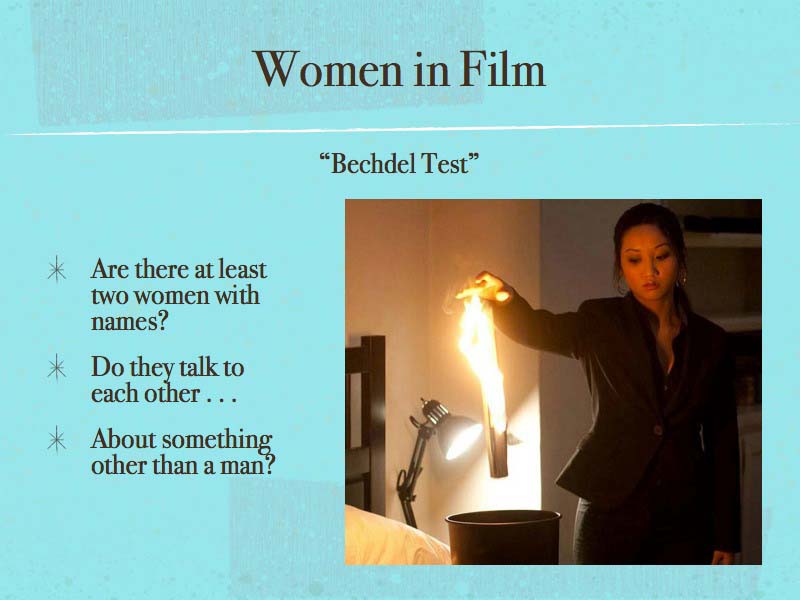 Women in Film
“Bechdel Test”
Are there at least
two women with
names?
Do they talk to
each other . . .
About something
other than a man?